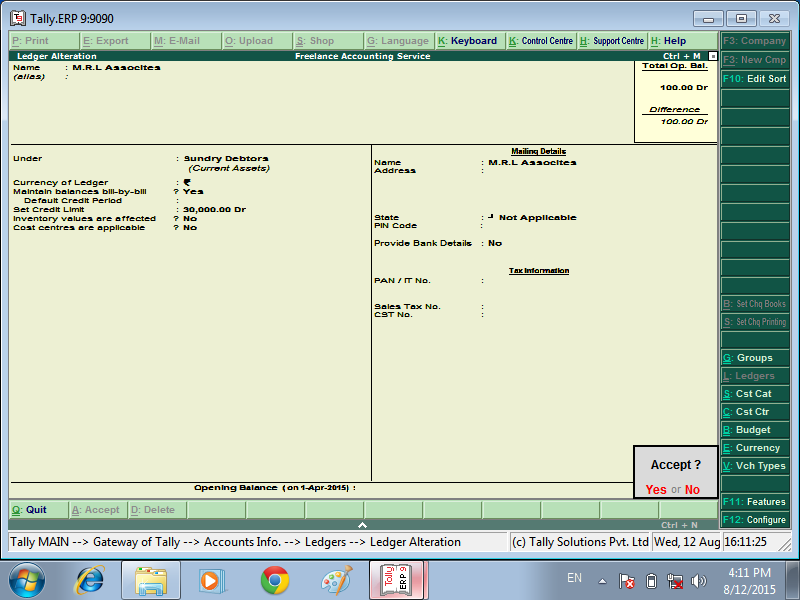 Tally.ERP 9:9090
P: Print E: Export M: E-Mail O: Upload S: Shop G: Language K: Keyboard K: Control Centre H: Support Centre H: Help
F3: Company
Ledger Alteration Freelance Accounting Service Ctrl + M
F3: New Cmp
Name : M.R.L Assocites
(alias) :
Total Op. Bal.
F10: Edit Sort
100.00 Dr
Difference
100.00 Dr
Under : Sundry Debtors
(Current Assets)
Currency of Ledger : ₹
Maintain balances bill-by-bill ? Yes
Default Credit Period :
Set Credit Limit : 30,000.00 Dr
Inventory values are affected ? No
Cost centres are applicable ? No
Mailing Details
Name : M.R.L Assocites
Address :
State : Not Applicable
PIN Code :
Provide Bank Details : No
Tax Information
PAN / IT No. :
Sales Tax No. :
CST No. :
B: Set Chq Books
S: Set Chq Printing
G: Groups
L: Ledgers
S: Cst Cat
C: Cst Ctr
B: Budget
E: Currency
V: Vch Types
F11: Features
F12: Configure
Accept ?
Yes or No
Opening Balance ( on 1-Apr-2015) :
Q: Quit A: Accept D: Delete
Ctrl + N
Tally MAIN --> Gateway of Tally --> Accounts Info. --> Ledgers --> Ledger Alteration (c) Tally Solutions Pvt. Ltd Wed, 12 Aug 16:11:25
Tally
ERP 9
EN
4:11 PM
8/12/2015